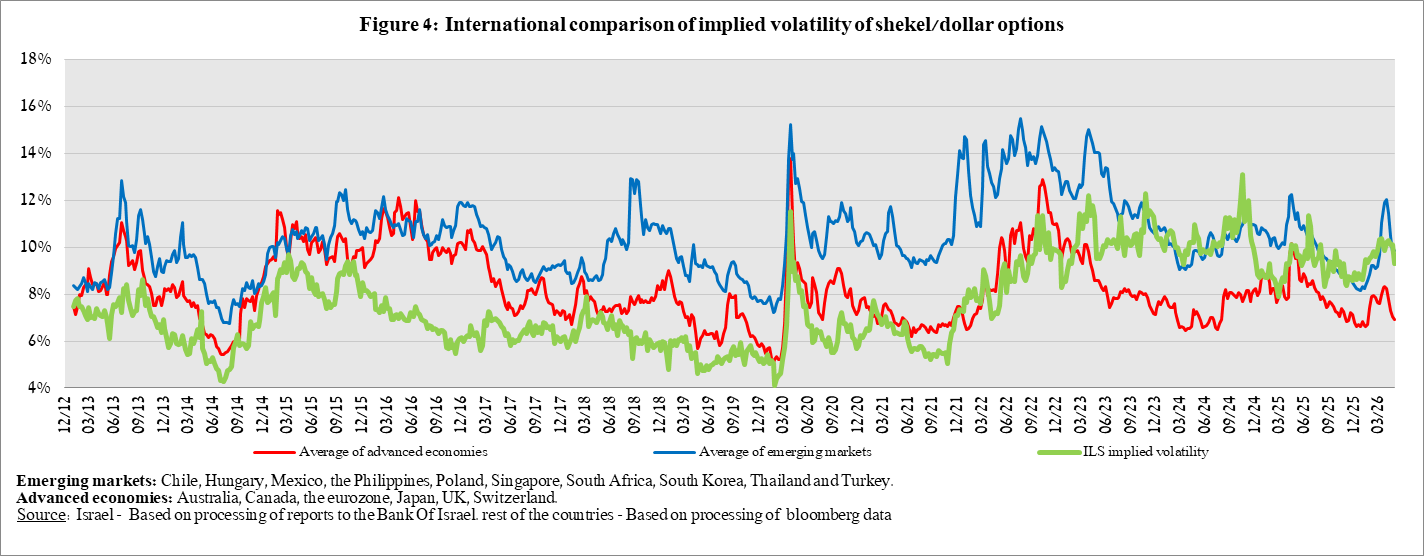 Figure 4: International comparison of implied volatility of shekel/dollar options
18%
16%
14%
12%
10%
8%
6%
4%
12/12 03/13 06/13 09/13 12/13 03/14 06/14 09/14 12/14 03/15 06/15 09/15 12/15 03/16 06/16 09/16 12/16 03/17 06/17 09/17 12/17 03/18 06/18 09/18 12/18 03/19 06/19 09/19 12/19 03/20 06/20 09/20 12/20 03/21 06/21 09/21 12/21 03/22 06/22 09/22 12/22 03/23 06/23 09/23 12/23 03/24 06/24 09/24 12/24 03/25 06/25 09/25 12/25 03/26
Average of advanced economies Average of emerging markets ILS implied volatility
Emerging markets: Chile, Hungary, Mexico, the Philippines, Poland, Singapore, South Africa, South Korea, Thailand and Turkey.
Advanced economies: Australia, Canada, the eurozone, Japan, UK, Switzerland.
Source: Israel - Based on processing of reports to the Bank Of Israel. rest of the countries - Based on processing of bloomberg data